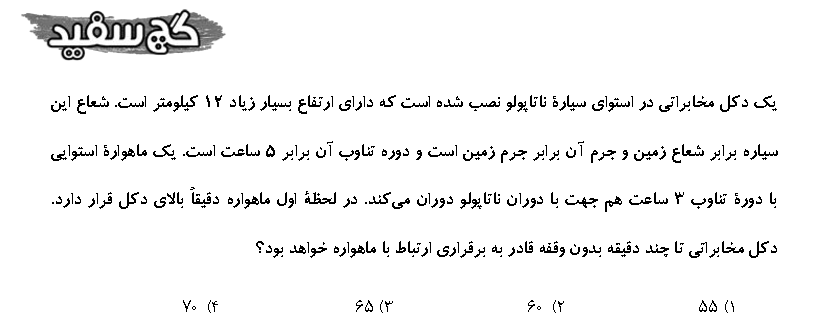 گچ سفید
یک دکل مخابراتی در استوای سیارهٔ ناتاپولو نصب شده است که دارای ارتفاع بسیار زیاد ۱۲ کیلومتر است. شعاع این
سیاره برابر شعاع زمین و جرم آن برابر جرم زمین است و دوره تناوب آن برابر ۵ ساعت است. یک ماهوارهٔ استوایی
با دورهٔ تناوب ۳ ساعت هم جهت با دوران ناتاپولو دوران می‌کند. در لحظهٔ اول ماهواره دقیقاً بالای دکل قرار دارد.
دکل مخابراتی تا چند دقیقه بدون وقفه قادر به برقراری ارتباط با ماهواره خواهد بود؟
۱) ۵۵ ۲) ۶۰ ۳) ۶۵ ۴) ۷۰